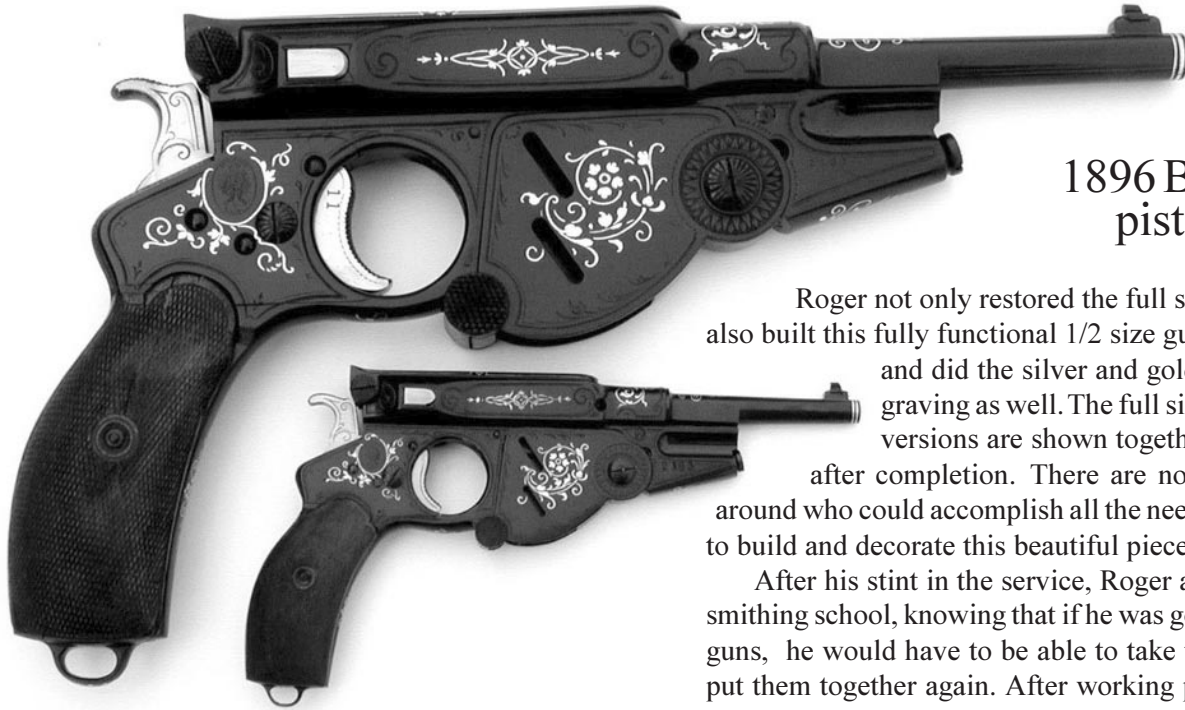 1896 B
pist
11
Roger not only restored the full s
also built this fully functional 1/2 size gu
and did the silver and gol
graving as well. The full si
versions are shown togeth
after completion. There are no
around who could accomplish all the nee
to build and decorate this beautiful piece
After his stint in the service, Roger a
smithing school, knowing that if he was g
guns, he would have to be able to take
put them together again. After working p